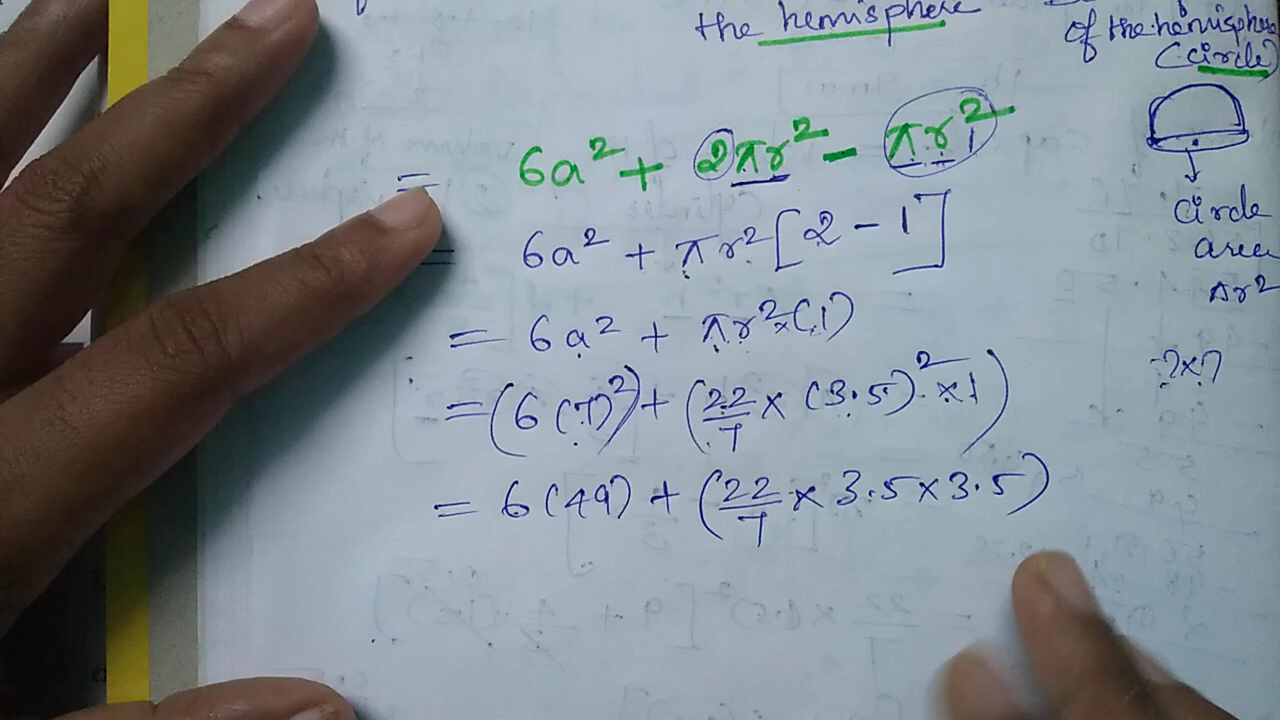 the hemisphere
of the hemisphere
(circle)
= 6a² + 2πr² - πr²
= 6a² + πr² [2 - 1]
circle
area
πr²
= 6a² + πr² × (1)
= (6(7)²) + (22/7 × (3.5)² × 1)
7×7
= 6(49) + (22/7 × 3.5 × 3.5)